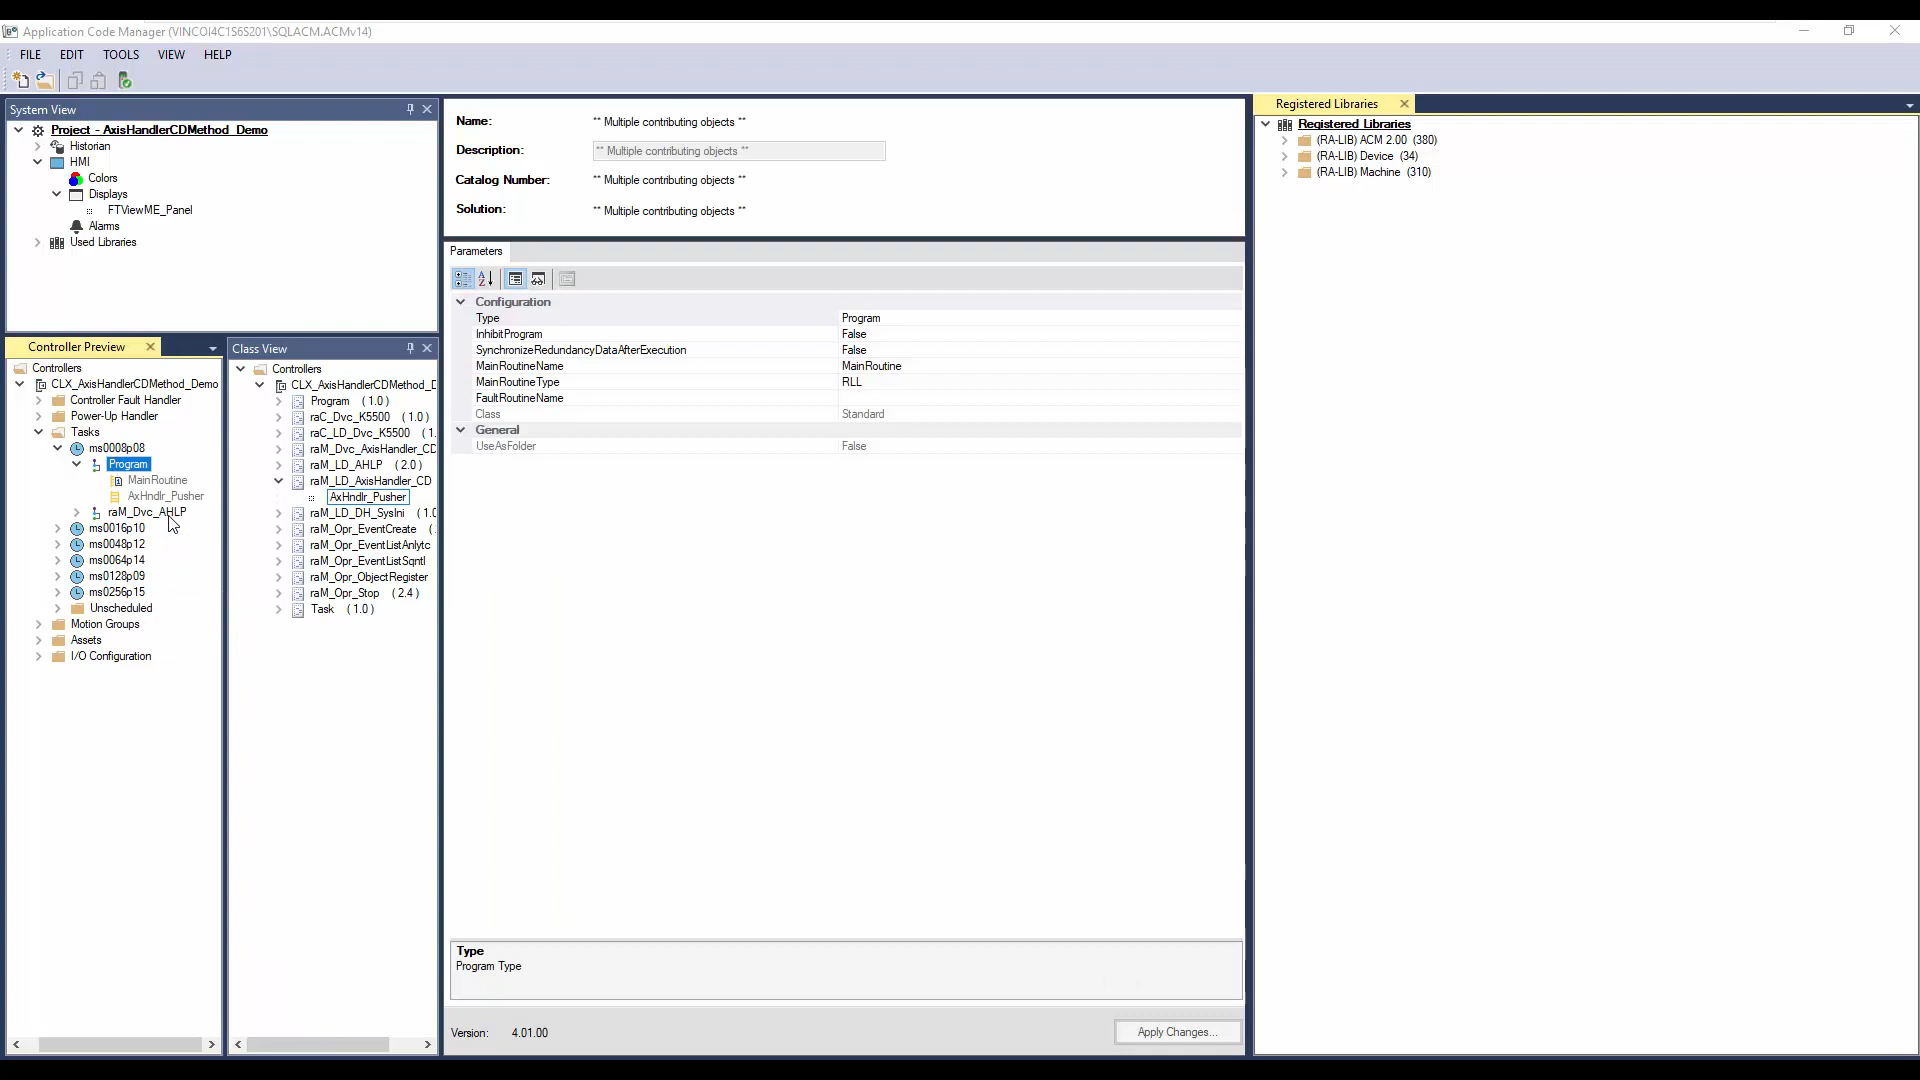 Application Code Manager (VINCOI4C1S6S201\SQLACM.ACMv14)
FILE EDIT TOOLS VIEW HELP
System View
Project - AxisHandlerCDMethod_Demo
Historian
HMI
Colors
Displays
FTViewME_Panel
Alarms
Used Libraries
Controller Preview
Controllers
CLX_AxisHandlerCDMethod_Demo
Controller Fault Handler
Power-Up Handler
Tasks
ms0008p08
Program
MainRoutine
AxHndlr_Pusher
raM_Dvc_AHLP
ms0016p10
ms0048p12
ms0064p14
ms0128p09
ms0256p15
Unscheduled
Motion Groups
Assets
I/O Configuration
Class View
Controllers
CLX_AxisHandlerCDMethod_D
Program (1.0)
raC_Dvc_K5500 (1.0)
raC_LD_Dvc_K5500 (1.
raM_Dvc_AxisHandler_CD
raM_LD_AHLP (2.0)
raM_LD_AxisHandler_CD
AxHndlr_Pusher
raM_LD_DH_SysIni (1.0
raM_Opr_EventCreate (
raM_Opr_EventListAnlytc
raM_Opr_EventListSqntl
raM_Opr_ObjectRegister
raM_Opr_Stop (2.4)
Task (1.0)
Name: ** Multiple contributing objects **
Description: ** Multiple contributing objects **
Catalog Number: ** Multiple contributing objects **
Solution: ** Multiple contributing objects **
Parameters
Configuration
Type Program
InhibitProgram False
SynchronizeRedundancyDataAfterExecution False
MainRoutineName MainRoutine
MainRoutineType RLL
FaultRoutineName
Class Standard
General
UseAsFolder False
Type
Program Type
Version: 4.01.00
Apply Changes...
Registered Libraries
Registered Libraries
(RA-LIB) ACM 2.00 (380)
(RA-LIB) Device (34)
(RA-LIB) Machine (310)